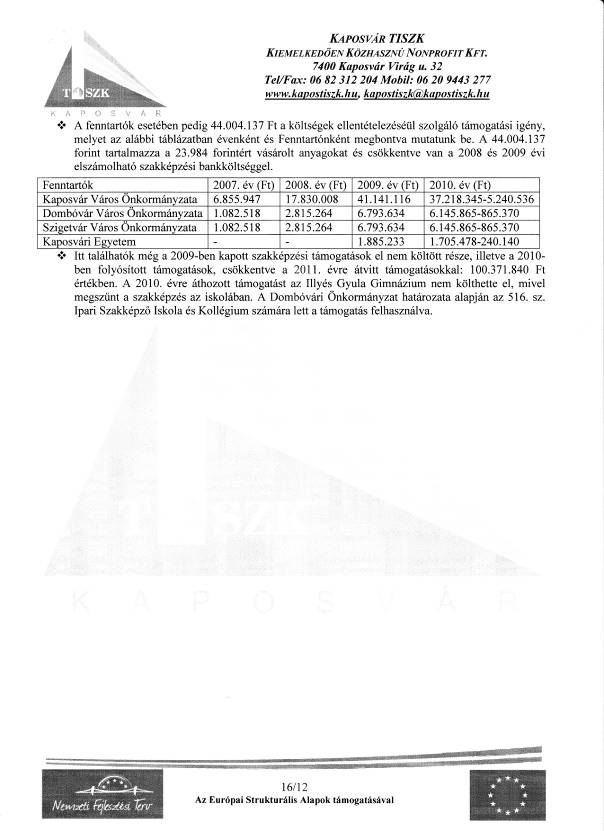 KAPOSVÁR TISZK
KIEMELKEDŐEN KÖZHASZNÚ NONPROFIT KFT.
7400 Kaposvár Virág u. 32
Tel/Fax: 06 82 312 204 Mobil: 06 20 9443 277
www.kapostiszk.hu, kapostiszk@kapostiszk.hu
T SZK
KAPOSVÁR
❖ A fenntartók esetében pedig 44.004.137 Ft a költségek ellentételezéséül szolgáló támogatási igény,
melyet az alábbi táblázatban évenként és Fenntartónként megbontva mutatunk be. A 44.004.137
forint tartalmazza a 23.984 forintért vásárolt anyagokat és csökkentve van a 2008 és 2009 évi
elszámolható szakképzési bankköltséggel.
Fenntartók 2007. év (Ft) 2008. év (Ft) 2009. év (Ft) 2010. év (Ft)
Kaposvár Város Önkormányzata 6.855.947 17.830.008 41.141.116 37.218.345-5.240.536
Dombóvár Város Önkormányzata 1.082.518 2.815.264 6.793.634 6.145.865-865.370
Szigetvár Város Önkormányzata 1.082.518 2.815.264 6.793.634 6.145.865-865.370
Kaposvári Egyetem - - 1.885.233 1.705.478-240.140
❖ Itt találhatók még a 2009-ben kapott szakképzési támogatások el nem költött része, illetve a 2010-
ben folyósított támogatások, csökkentve a 2011. évre átvitt támogatásokkal: 100.371.840 Ft
értékben. A 2010. évre áthozott támogatást az Illyés Gyula Gimnázium nem költhette el, mivel
megszűnt a szakképzés az iskolában. A Dombóvári Önkormányzat határozata alapján az 516. sz.
Ipari Szakképző Iskola és Kollégium számára lett a támogatás felhasználva.
T SZK
KAPOSVÁR
Nemzeti Fejlesztési Terv
16/12
Az Európai Strukturális Alapok támogatásával